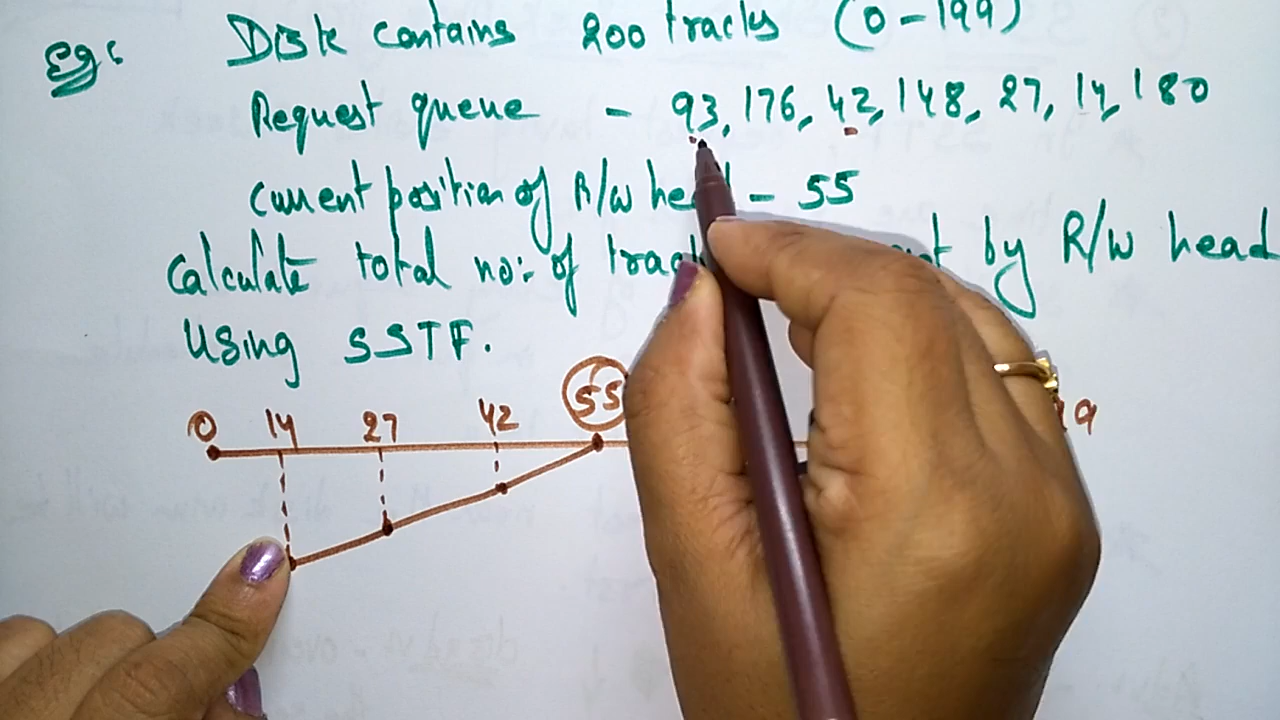 Eg: Disk contains 200 tracks (0-199)
Request queue - 93, 176, 42, 148, 27, 14, 180
Current position of R/W head - 55
Calculate total no: of by R/W head
Using SSTF.
0 14 27 42 55